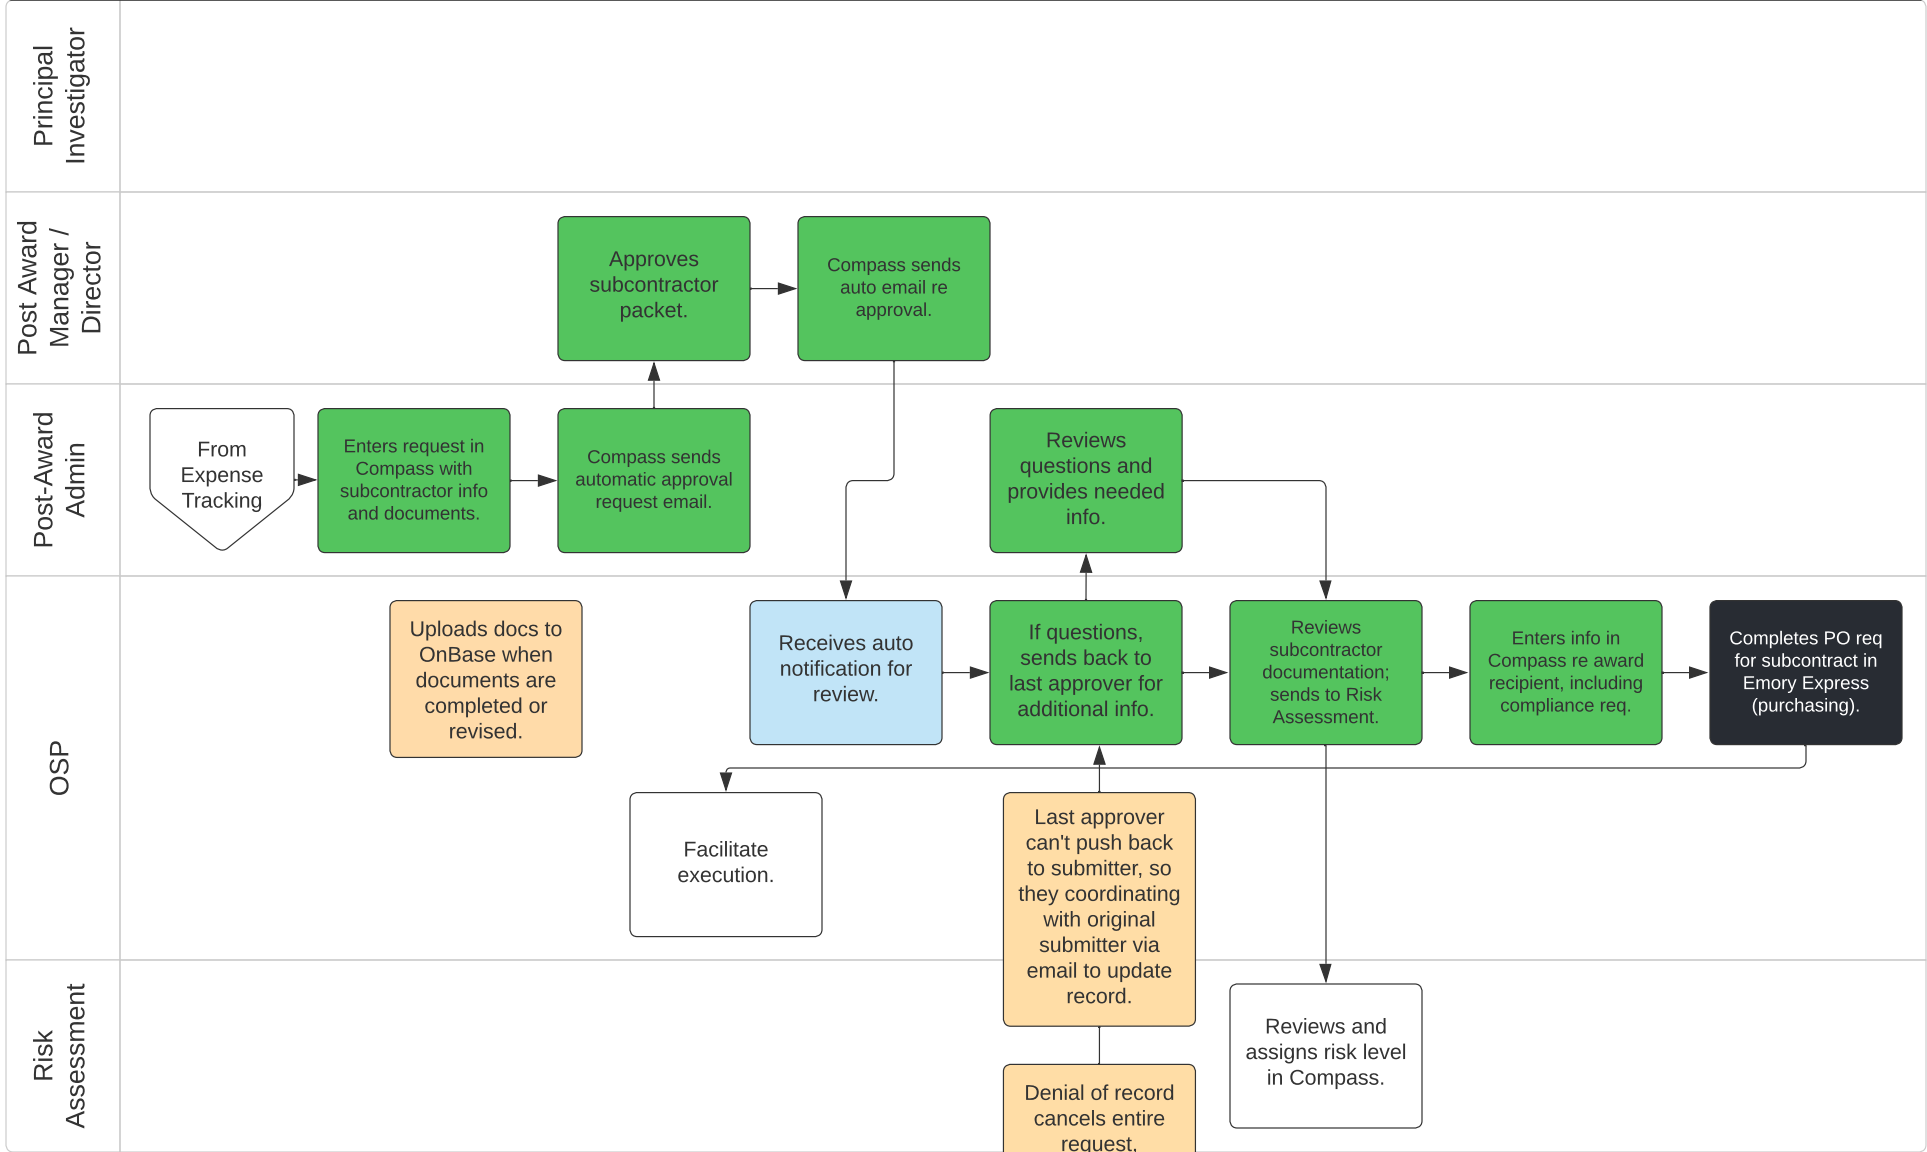 Principal
Investigator
Post Award
Manager /
Director
Approves
subcontractor
packet.
Compass sends
auto email re
approval.
Post-Award
Admin
From
Expense
Tracking
Enters request in
Compass with
subcontractor info
and documents.
Compass sends
automatic approval
request email.
Reviews
questions and
provides needed
info.
OSP
Uploads docs to
OnBase when
documents are
completed or
revised.
Receives auto
notification for
review.
If questions,
sends back to
last approver for
additional info.
Reviews
subcontractor
documentation;
sends to Risk
Assessment.
Enters info in
Compass re award
recipient, including
compliance req.
Completes PO req
for subcontract in
Emory Express
(purchasing).
Facilitate
execution.
Last approver
can't push back
to submitter, so
they coordinating
with original
submitter via
email to update
record.
Risk
Assessment
Reviews and
assigns risk level
in Compass.
Denial of record
cancels entire
request,